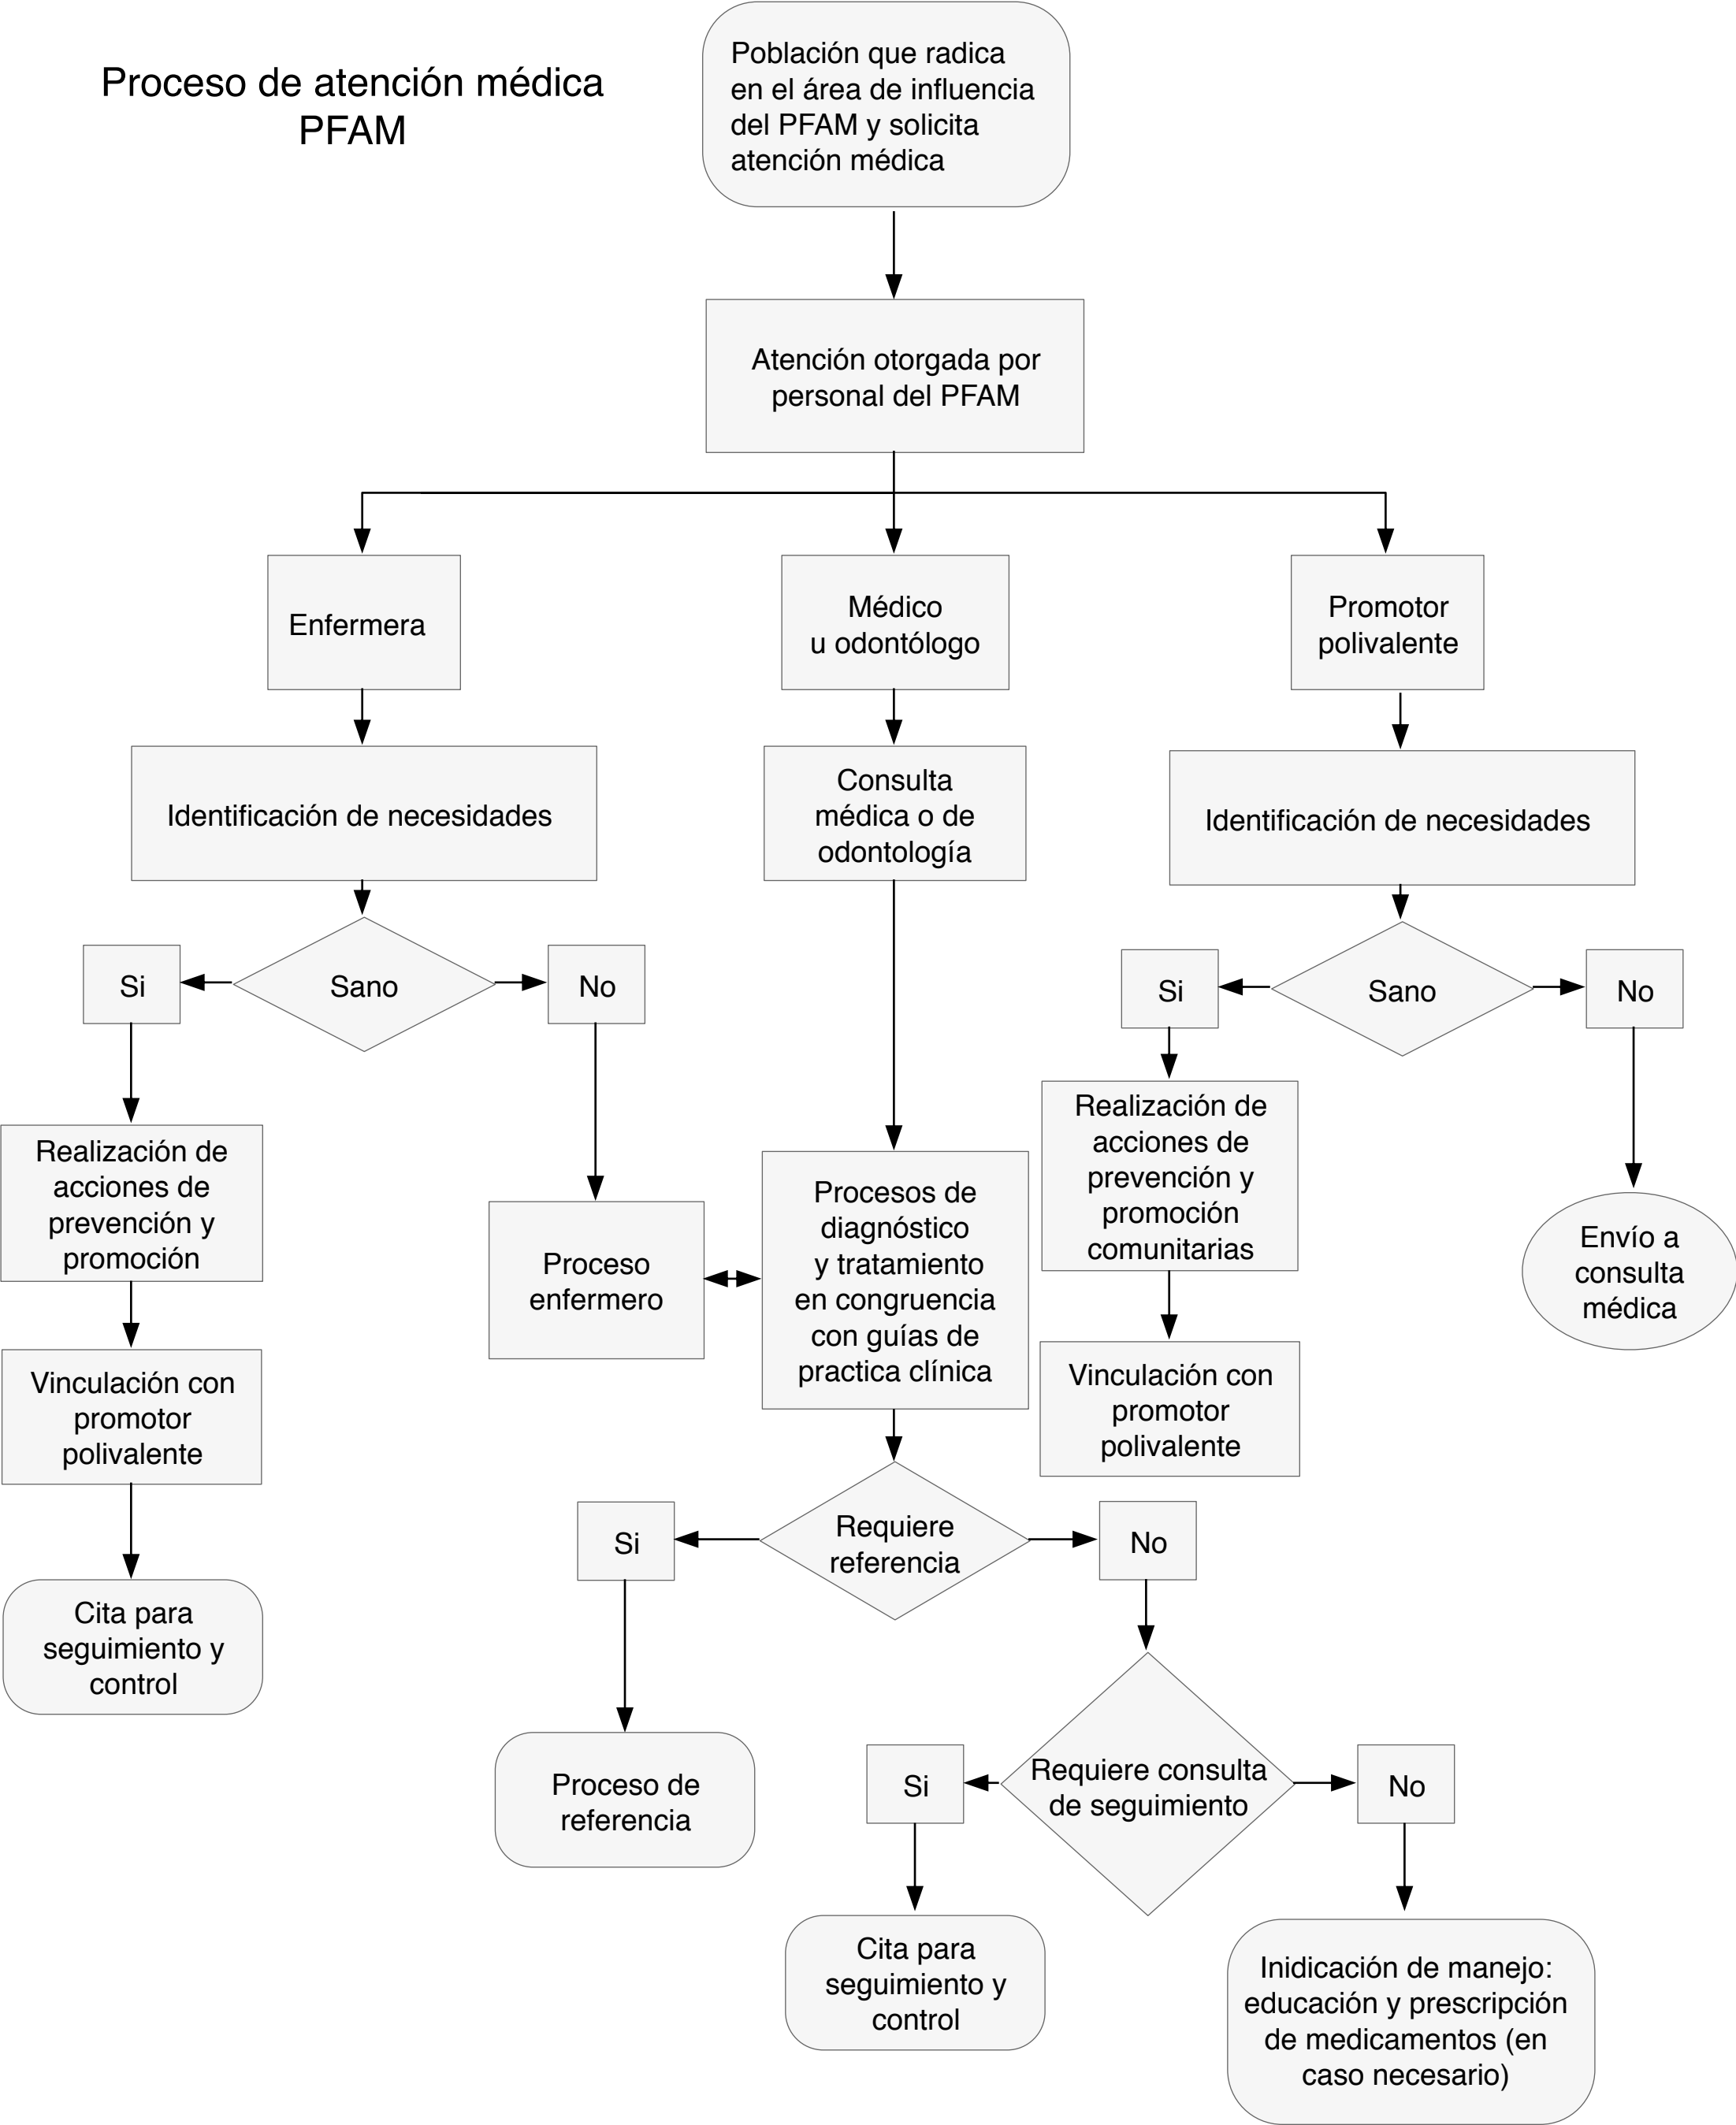 Proceso de atención médica
PFAM
Población que radica
en el área de influencia
del PFAM y solicita
atención médica
Atención otorgada por
personal del PFAM
Enfermera
Médico
u odontólogo
Promotor
polivalente
Identificación de necesidades
Consulta
médica o de
odontología
Identificación de necesidades
Si
Sano
No
Si
Sano
No
Realización de
acciones de
prevención y
promoción
Proceso
enfermero
Procesos de
diagnóstico
y tratamiento
en congruencia
con guías de
practica clínica
Realización de
acciones de
prevención y
promoción
comunitarias
Envío a
consulta
médica
Vinculación con
promotor
polivalente
Vinculación con
promotor
polivalente
Si
Requiere
referencia
No
Cita para
seguimiento y
control
Proceso de
referencia
Si
Requiere consulta
de seguimiento
No
Cita para
seguimiento y
control
Inidicación de manejo:
educación y prescripción
de medicamentos (en
caso necesario)